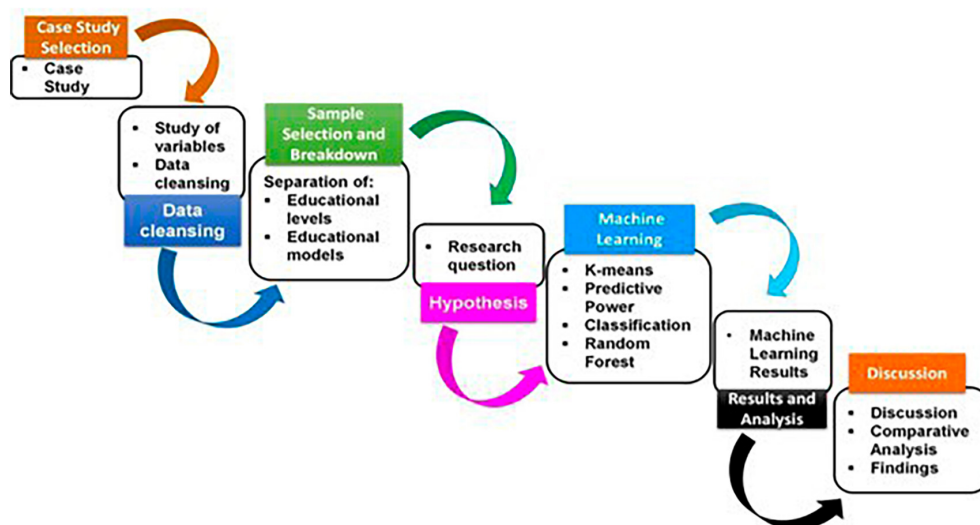 Case Study
Selection
▪ Case
Study
▪ Study of
variables
▪ Data
cleansing
Data
cleansing
Sample
Selection and
Breakdown
Separation of:
▪ Educational
levels
▪ Educational
models
▪ Research
question
Hypothesis
Machine
Learning
▪ K-means
▪ Predictive
Power
▪ Classification
▪ Random
Forest
▪ Machine
Learning
Results
Results and
Analysis
Discussion
▪ Discussion
▪ Comparative
Analysis
▪ Findings